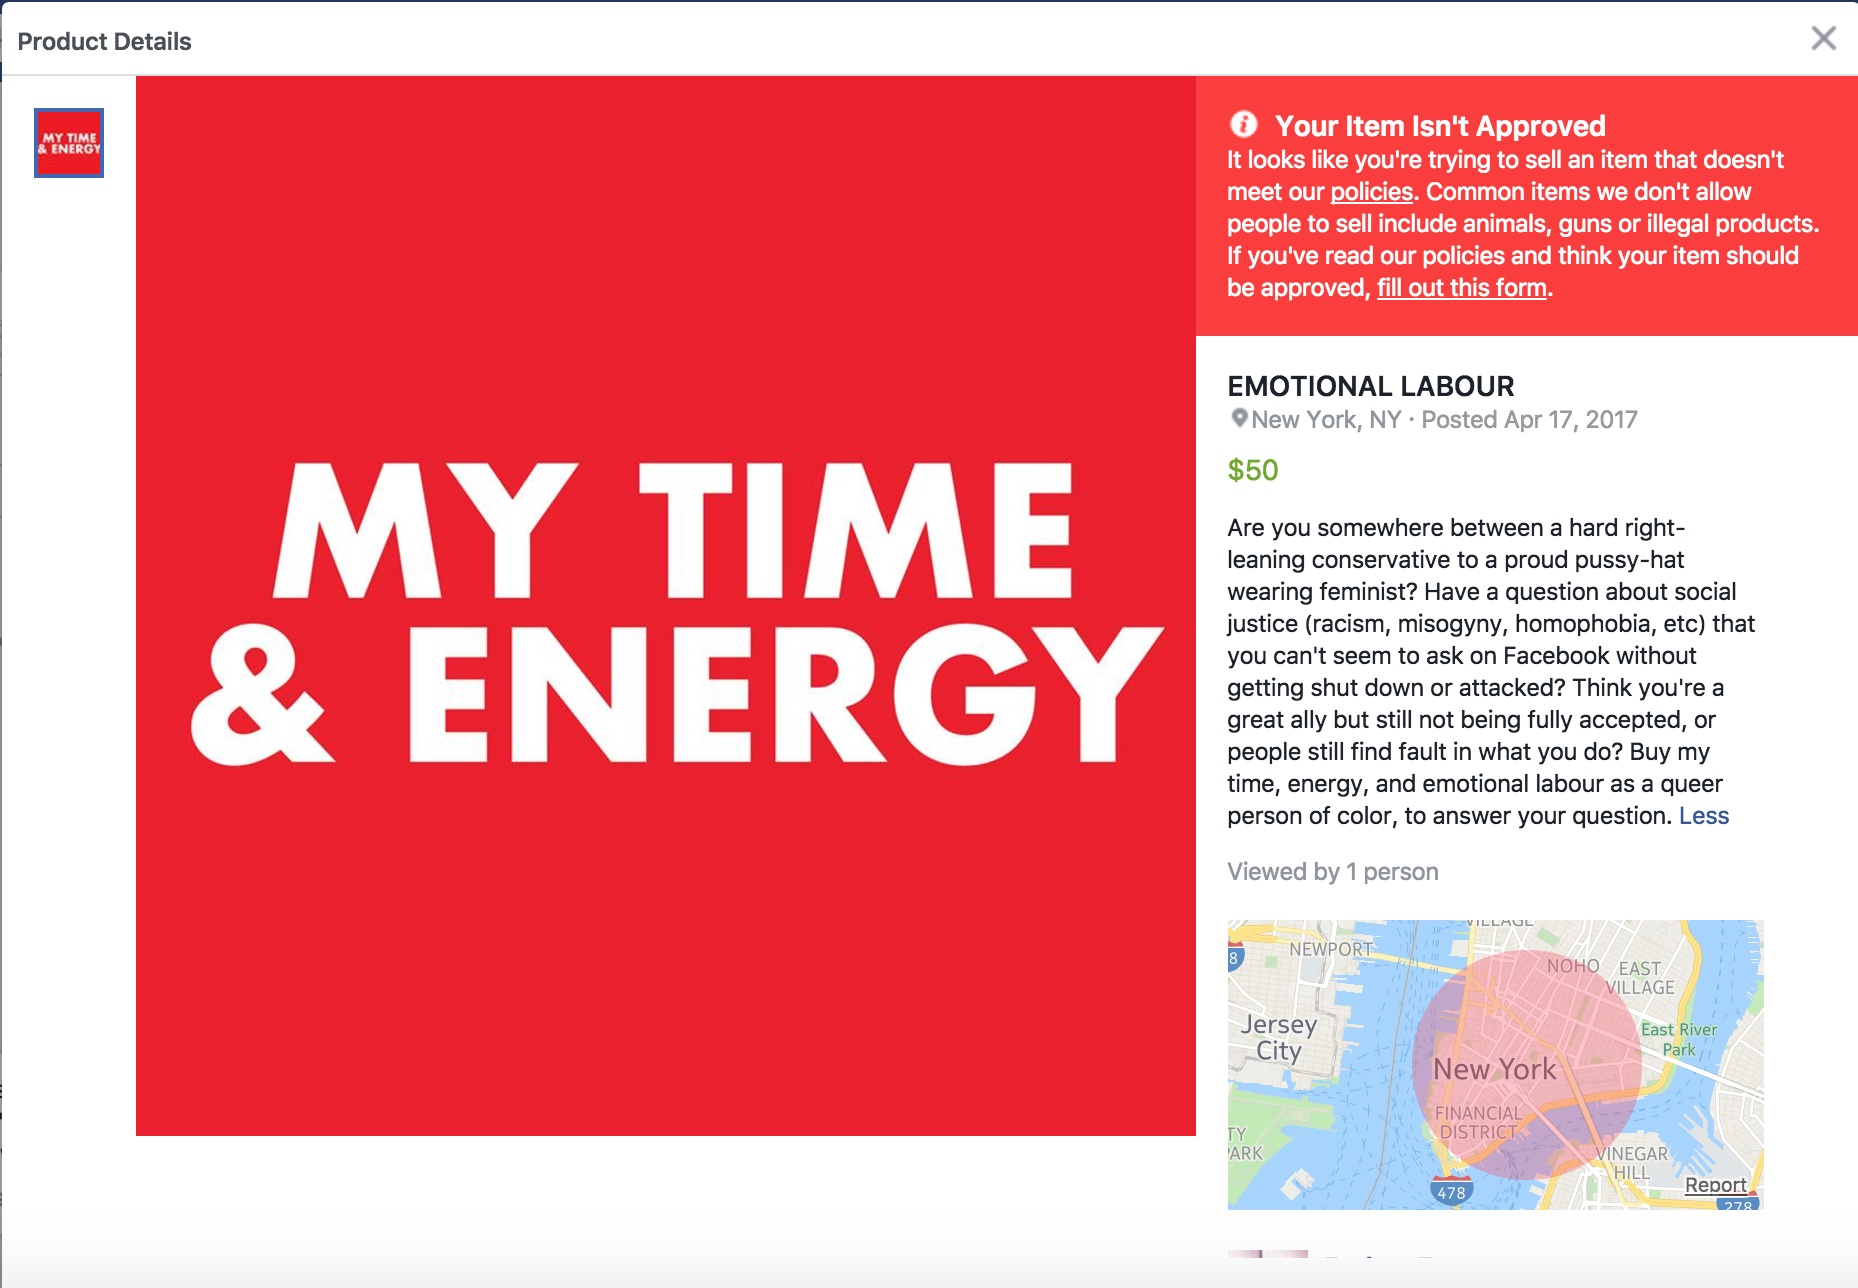 Product Details
MY TIME
& ENERGY
MY TIME
& ENERGY
Your Item Isn't Approved
It looks like you're trying to sell an item that doesn't
meet our policies. Common items we don't allow
people to sell include animals, guns or illegal products.
If you've read our policies and think your item should
be approved, fill out this form.
EMOTIONAL LABOUR
New York, NY · Posted Apr 17, 2017
$50
Are you somewhere between a hard right-
leaning conservative to a proud pussy-hat
wearing feminist? Have a question about social
justice (racism, misogyny, homophobia, etc) that
you can't seem to ask on Facebook without
getting shut down or attacked? Think you're a
great ally but still not being fully accepted, or
people still find fault in what you do? Buy my
time, energy, and emotional labour as a queer
person of color, to answer your question. Less
Viewed by 1 person
VILLAGE
NEWPORT
8
NOHO
EAST
VILLAGE
Jersey
City
East River
Park
New York
FINANCIAL
DISTRICT
TY
PARK
VINEGAR
HILL
478
Report
278